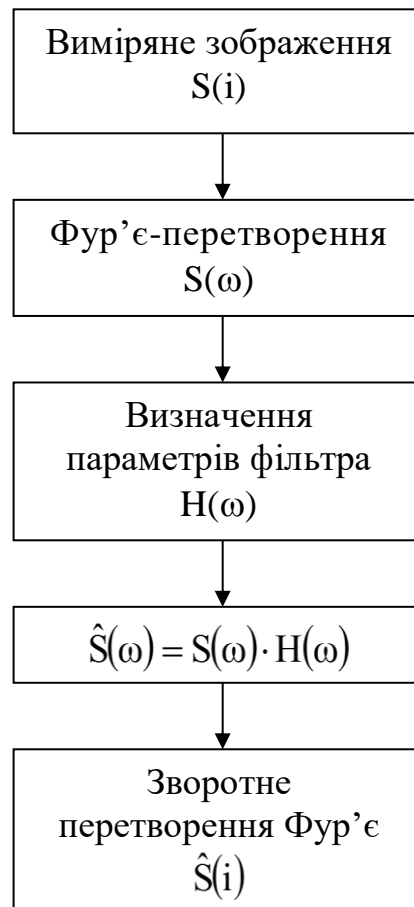 Виміряне зображення
S(i)
Фур’є-перетворення
S(ω)
Визначення
параметрів фільтра
H(ω)
Ŝ(ω) = S(ω)·H(ω)
Зворотне
перетворення Фур’є
Ŝ(i)